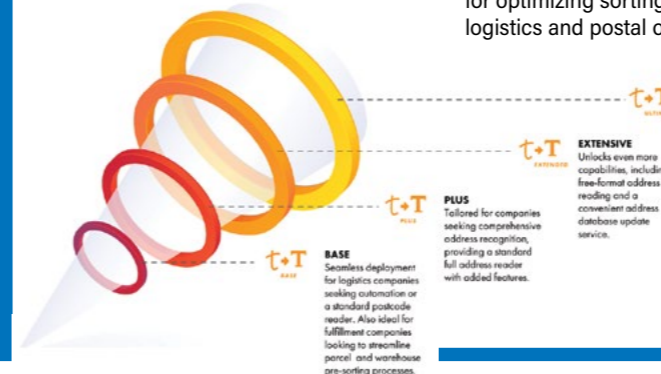 for optimizing sorting
logistics and postal o
t→T
t→T
EXTENDED
EXTENSIVE
Unlocks even more
capabilities, includin
free-format address
reading and a
convenient address
database update
service.
t→T
PLUS
PLUS
Tailored for companies
seeking comprehensive
address recognition,
providing a standard
full address reader
with added features.
t→T
BASE
BASE
Seamless deployment
for logistics companies
seeking automation or
a standard postcode
reader. Also ideal for
fulfillment companies
looking to streamline
parcel and warehouse
pre-sorting processes.